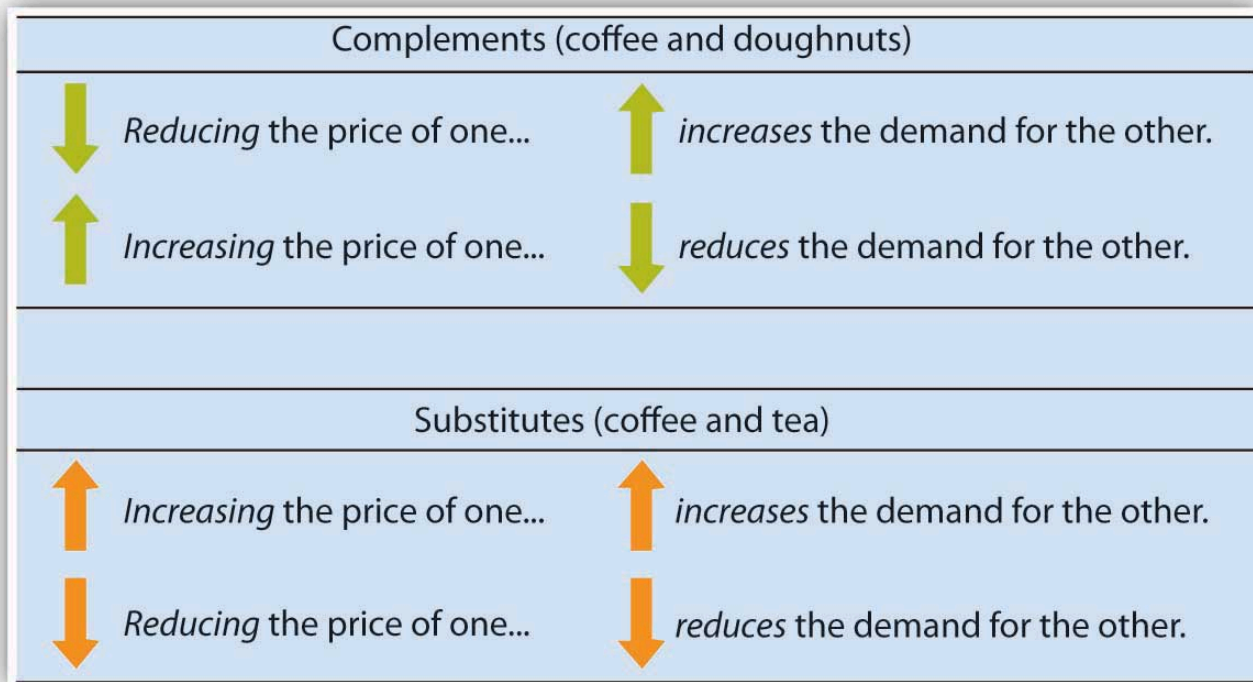 Complements (coffee and doughnuts)
Reducing the price of one... increases the demand for the other.
Increasing the price of one... reduces the demand for the other.
Substitutes (coffee and tea)
Increasing the price of one... increases the demand for the other.
Reducing the price of one... reduces the demand for the other.